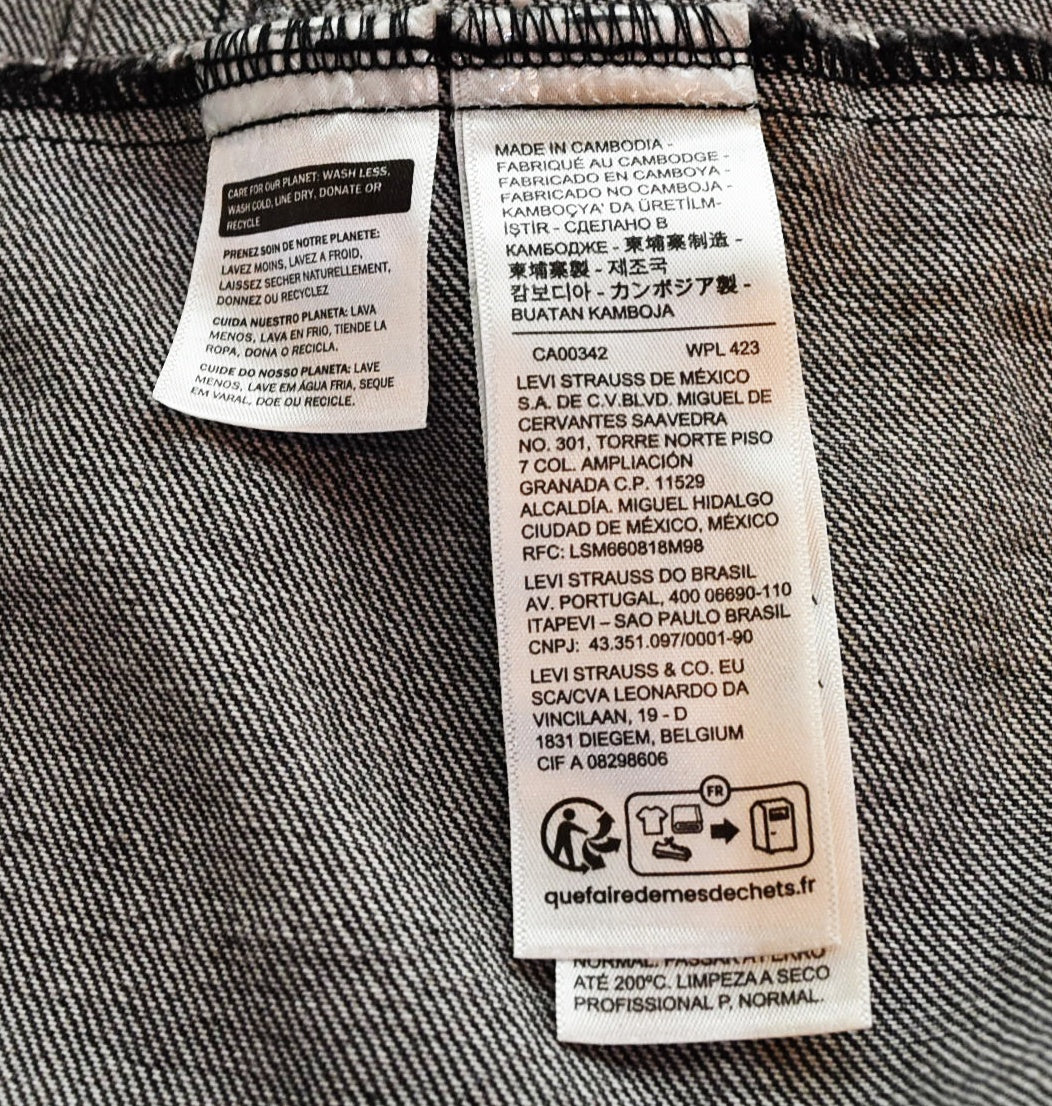 CARE FOR OUR PLANET: WASH LESS,
WASH COLD, LINE DRY, DONATE OR
RECYCLE
PRENEZ SOIN DE NOTRE PLANETE:
LAVEZ MOINS, LAVEZ A FROID,
LAISSEZ SECHER NATURELLEMENT,
DONNEZ OU RECYCLEZ
CUIDA NUESTRO PLANETA: LAVA
MENOS, LAVA EN FRIO, TIENDE LA
ROPA, DONA O RECICLA.
CUIDE DO NOSSO PLANETA: LAVE
MENOS, LAVE EM ÁGUA FRIA, SEQUE
EM VARAL, DOE OU RECICLE.
MADE IN CAMBODIA -
FABRIQUÉ AU CAMBODGE -
FABRICADO EN CAMBOYA -
FABRICADO NO CAMBOJA -
KAMBOÇYA' DA ÜRETİLM-
İŞTİR - СДЕЛАНО В
КАМБОДЖЕ - 柬埔寨制造 -
柬埔寨製 - 제조국
캄보디아 - カンボジア製 -
BUATAN KAMBOJA
CA00342 WPL 423
LEVI STRAUSS DE MÉXICO
S.A. DE C.V.BLVD. MIGUEL DE
CERVANTES SAAVEDRA
NO. 301, TORRE NORTE PISO
7 COL. AMPLIACIÓN
GRANADA C.P. 11529
ALCALDÍA. MIGUEL HIDALGO
CIUDAD DE MÉXICO, MÉXICO
RFC: LSM660818M98
LEVI STRAUSS DO BRASIL
AV. PORTUGAL, 400 06690-110
ITAPEVI – SAO PAULO BRASIL
CNPJ: 43.351.097/0001-90
LEVI STRAUSS & CO. EU
SCA/CVA LEONARDO DA
VINCILAAN, 19 - D
1831 DIEGEM, BELGIUM
CIF A 08298606
FR
quefairedemesdechets.fr
NORMAL. PASSAR A FERRO
ATÉ 200ºC. LIMPEZA A SECO
PROFISSIONAL P, NORMAL.